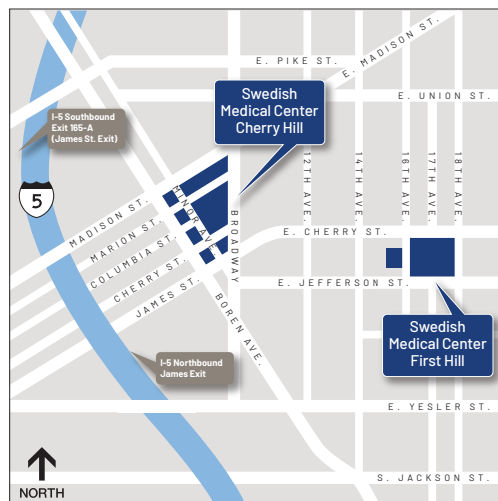 E. PIKE ST.
E. MADISON ST.
E. UNION ST.
Swedish
Medical Center
Cherry Hill
I-5 Southbound
Exit 165-A
(James St. Exit)
5
12TH AVE.
14TH AVE.
16TH AVE.
17TH AVE.
18TH AVE.
MADISON ST.
MARION ST.
COLUMBIA ST.
CHERRY ST.
JAMES ST.
MINOR AVE.
BROADWAY
BOREN AVE.
E. CHERRY ST.
E. JEFFERSON ST.
Swedish
Medical Center
First Hill
I-5 Northbound
James Exit
E. YESLER ST.
S. JACKSON ST.
NORTH